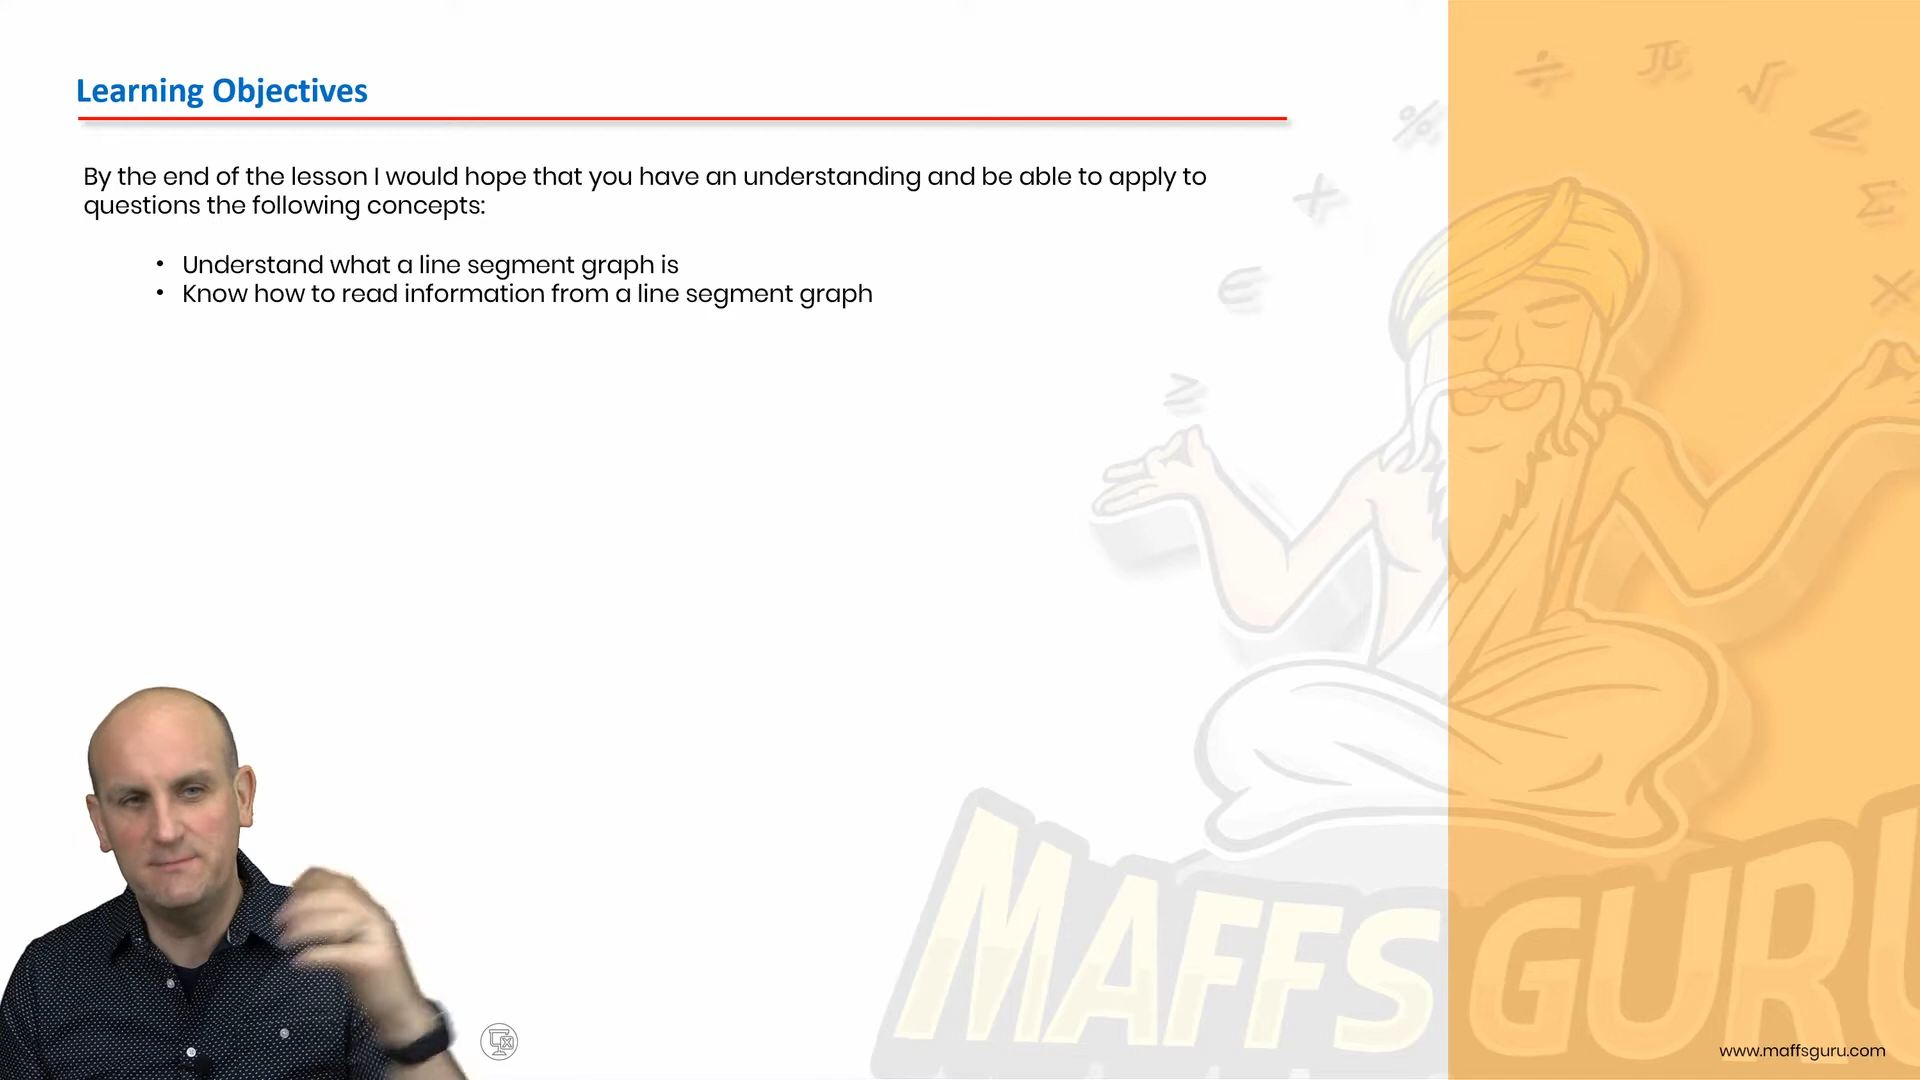 Learning Objectives
By the end of the lesson I would hope that you have an understanding and be able to apply to
questions the following concepts:
• Understand what a line segment graph is
• Know how to read information from a line segment graph
MAFFSGURU
www.maffsguru.com